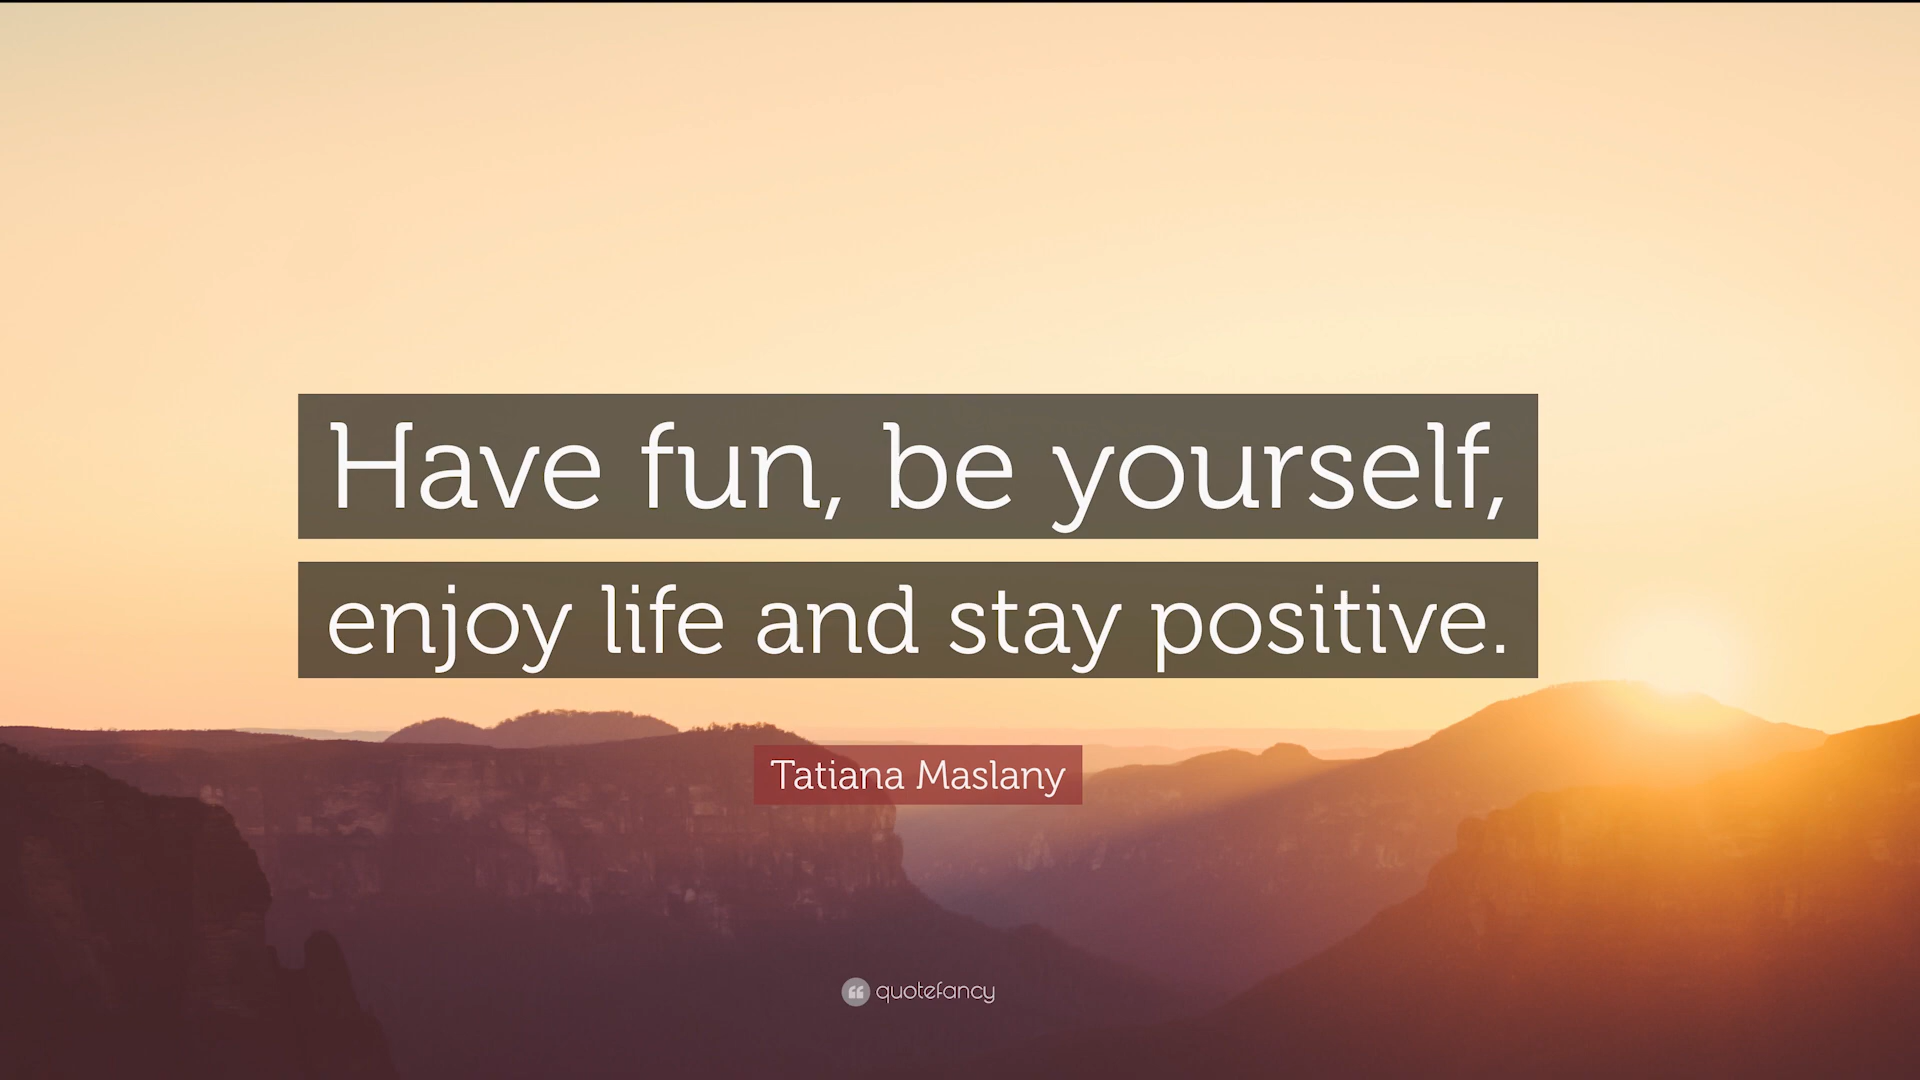 Have fun, be yourself,
enjoy life and stay positive.
Tatiana Maslany
quotefancy